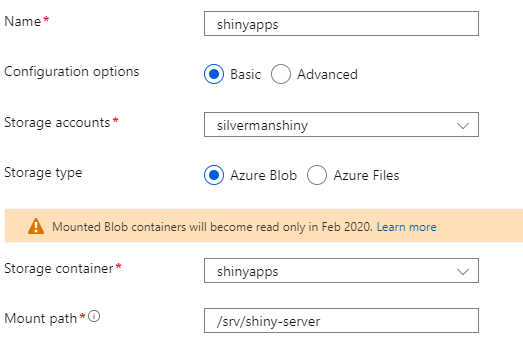 Name*
shinyapps
Configuration options
Basic
Advanced
Storage accounts*
silvermanshiny
Storage type
Azure Blob
Azure Files
Mounted Blob containers will become read only in Feb 2020. Learn more
Storage container*
shinyapps
Mount path*
/srv/shiny-server